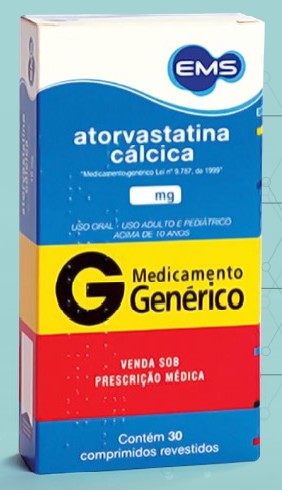 EMS
atorvastatina
cálcica
"Medicamento genérico Lei nº 9.787, de 1999"
mg
USO ORAL - USO ADULTO E PEDIÁTRICO
ACIMA DE 10 ANOS
G Medicamento
Genérico
VENDA SOB
PRESCRIÇÃO MÉDICA
Contém 30
comprimidos revestidos